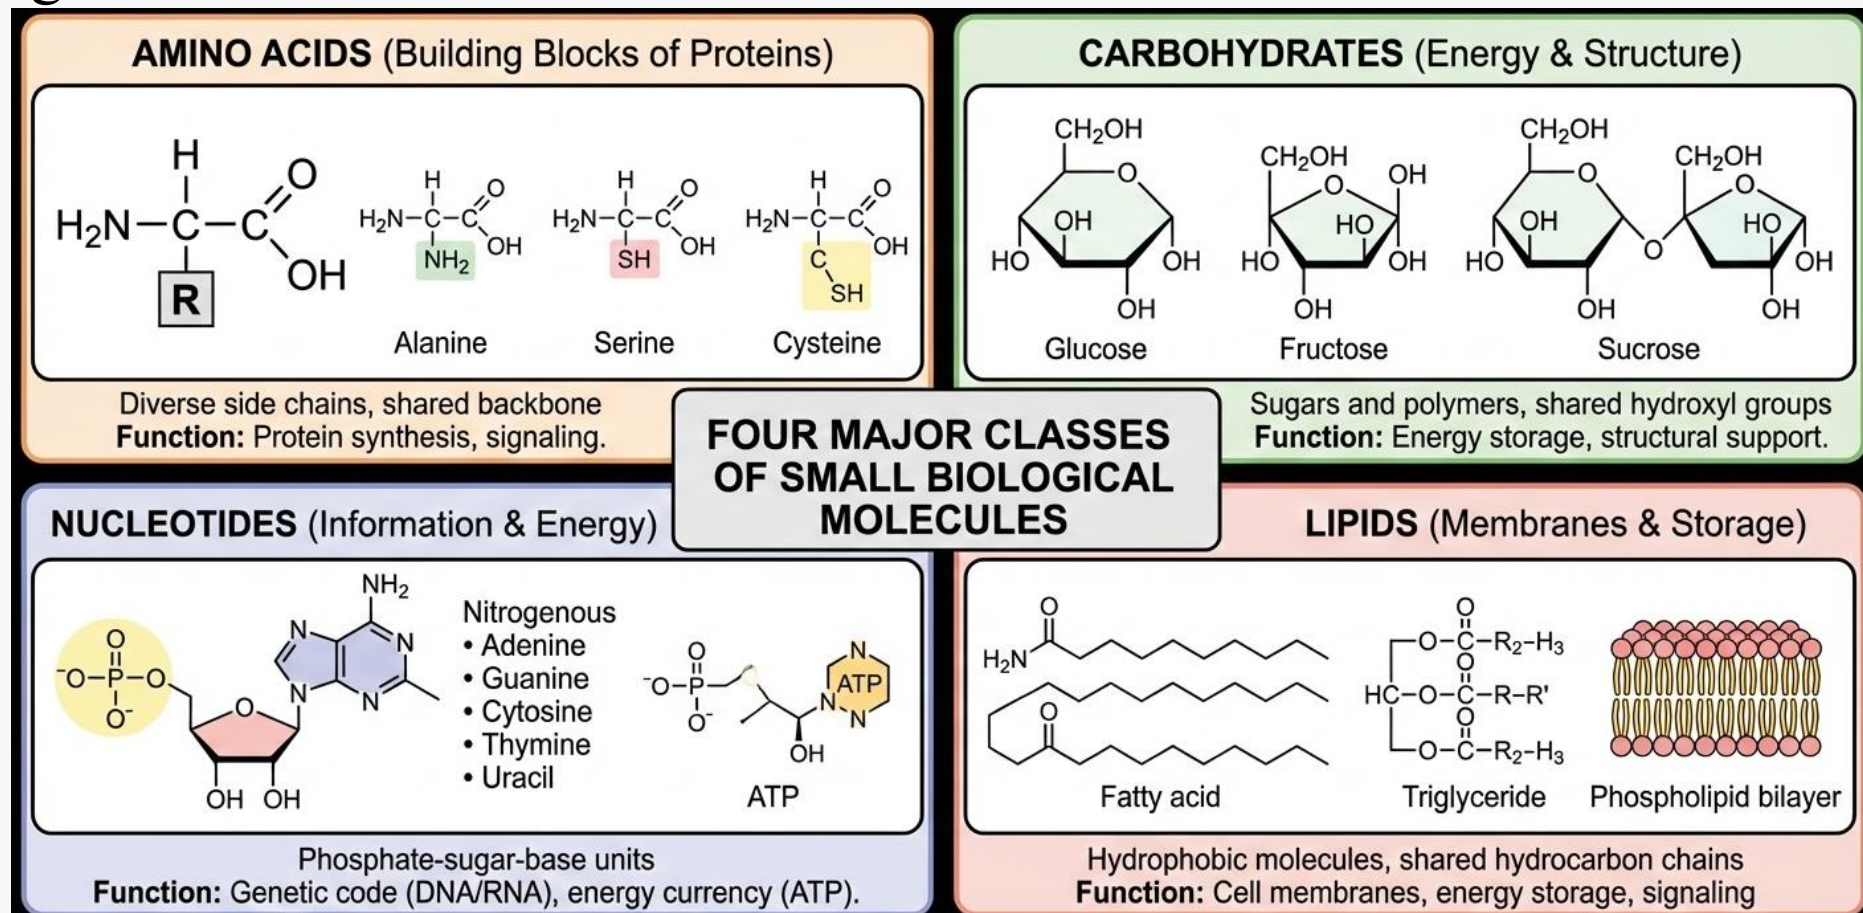 AMINO ACIDS (Building Blocks of Proteins)
H
H₂N–C–C
O
OH
R
H
H₂N–C–C
O
OH
NH₂
Alanine
H
H₂N–C–C
O
OH
SH
Serine
H
H₂N–C–C
O
OH
C
SH
Cysteine
Diverse side chains, shared backbone
Function: Protein synthesis, signaling.
CARBOHYDRATES (Energy & Structure)
CH₂OH
O
OH
HO
OH
OH
Glucose
CH₂OH
O
OH
HO
HO
OH
OH
Fructose
CH₂OH
O
OH
HO
OH
O
CH₂OH
O
HO
OH
OH
Sucrose
Sugars and polymers, shared hydroxyl groups
Function: Energy storage, structural support.
FOUR MAJOR CLASSES
OF SMALL BIOLOGICAL
MOLECULES
NUCLEOTIDES (Information & Energy)
O
⁻O–P–O
O⁻
NH₂
N
N
N
N
O
OH OH
Nitrogenous
• Adenine
• Guanine
• Cytosine
• Thymine
• Uracil
O
⁻O–P
O⁻
OH
N
N
N
ATP
ATP
Phosphate-sugar-base units
Function: Genetic code (DNA/RNA), energy currency (ATP).
LIPIDS (Membranes & Storage)
O
H₂N
O
Fatty acid
O
O–C–R₂–H₃
O
HC–O–C–R–R'
O
O–C–R₂–H₃
Triglyceride
Phospholipid bilayer
Hydrophobic molecules, shared hydrocarbon chains
Function: Cell membranes, energy storage, signaling